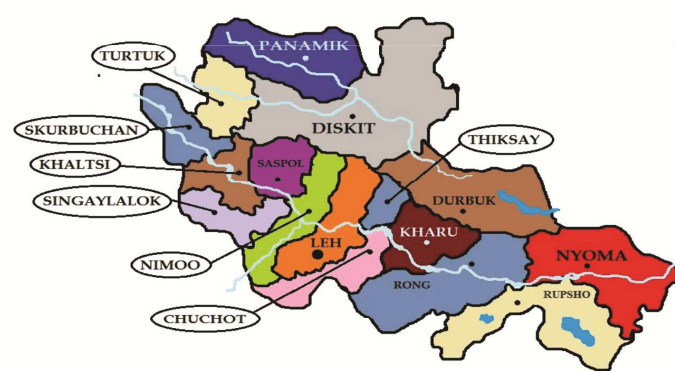 PANAMIK
TURTUK
DISKIT
SKURBUCHAN
THIKSAY
KHALTSI
SASPOL
SINGAYLALOK
DURBUK
KHARU
LEH
NYOMA
NIMOO
RONG
RUPSHO
CHUCHOT